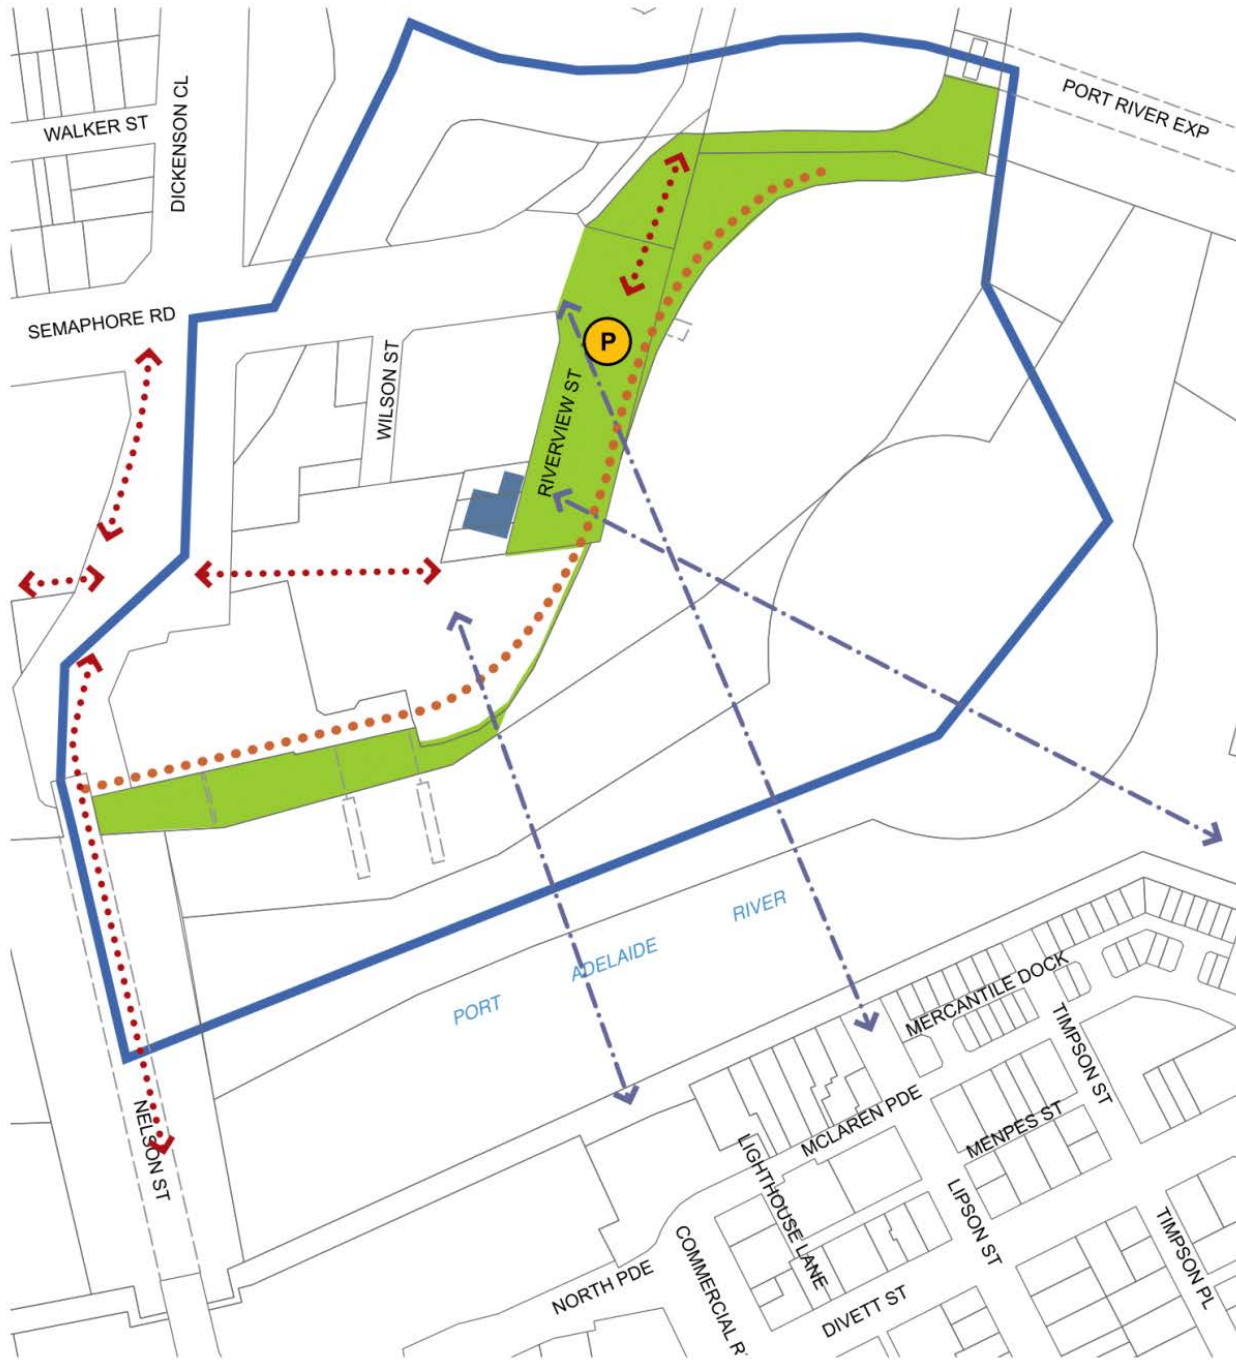 PORT RIVER EXP
WALKER ST
DICKENSON CL
SEMAPHORE RD
P
WILSON ST
RIVERVIEW ST
PORT
ADELAIDE
RIVER
MERCANTILE DOCK
TIMPSON ST
NELSON ST
MCLAREN PDE
MENPES ST
LIGHTHOUSE LANE
LIPSON ST
TIMPSON PL
COMMERCIAL R
NORTH PDE
DIVETT ST